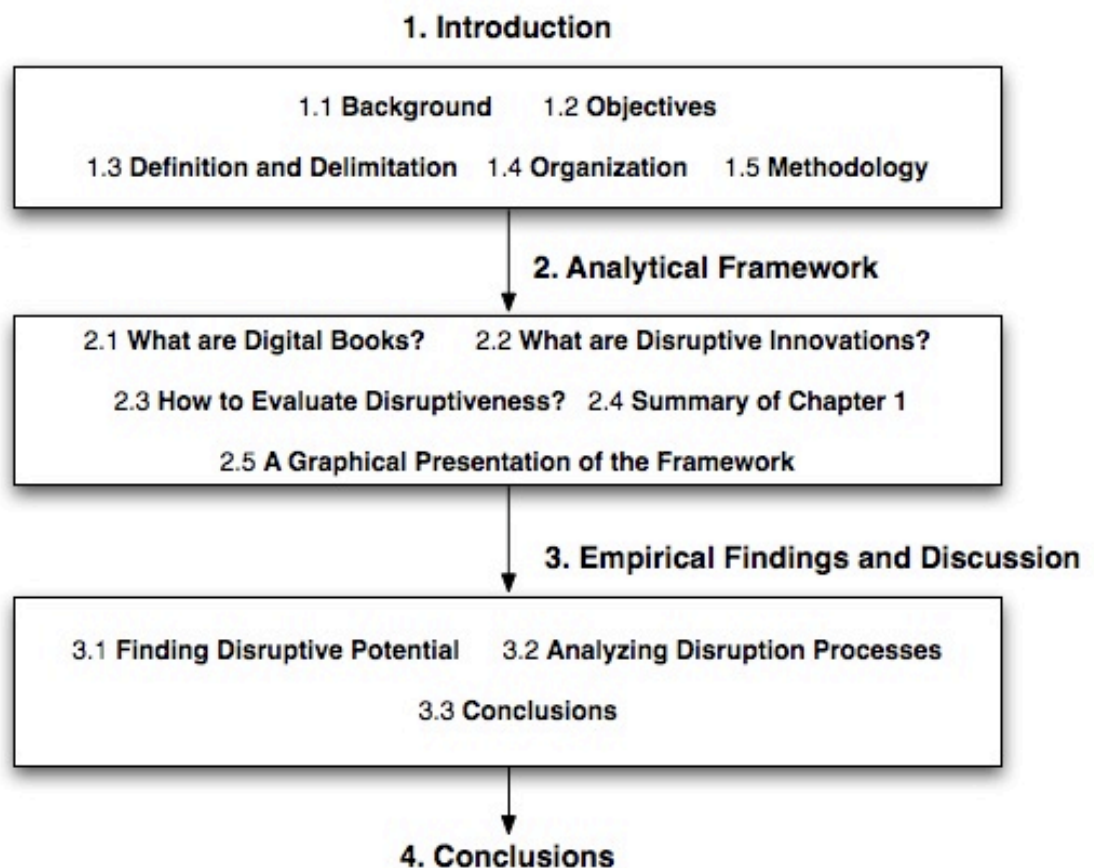 1. Introduction
1.1 Background 1.2 Objectives
1.3 Definition and Delimitation 1.4 Organization 1.5 Methodology
2. Analytical Framework
2.1 What are Digital Books? 2.2 What are Disruptive Innovations?
2.3 How to Evaluate Disruptiveness? 2.4 Summary of Chapter 1
2.5 A Graphical Presentation of the Framework
3. Empirical Findings and Discussion
3.1 Finding Disruptive Potential 3.2 Analyzing Disruption Processes
3.3 Conclusions
4. Conclusions